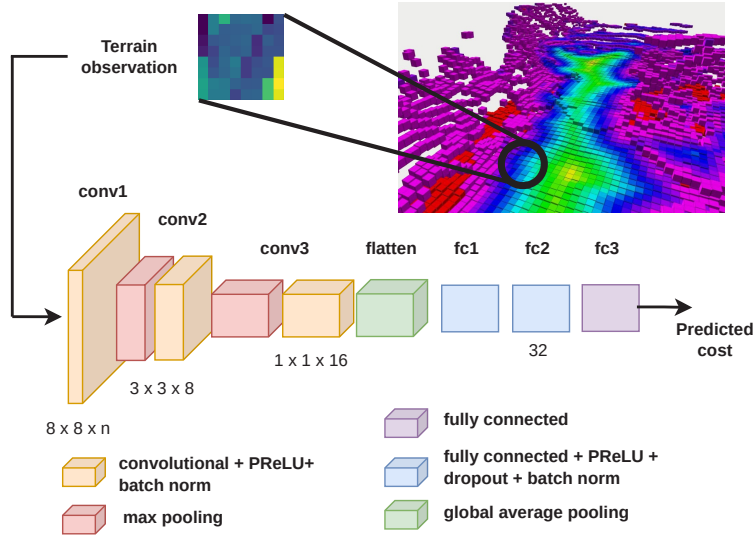 Terrain
observation
conv1
conv2
conv3
flatten
fc1
fc2
fc3
Predicted
cost
32
1 x 1 x 16
3 x 3 x 8
8 x 8 x n
convolutional + PReLU+
batch norm
max pooling
fully connected
fully connected + PReLU +
dropout + batch norm
global average pooling